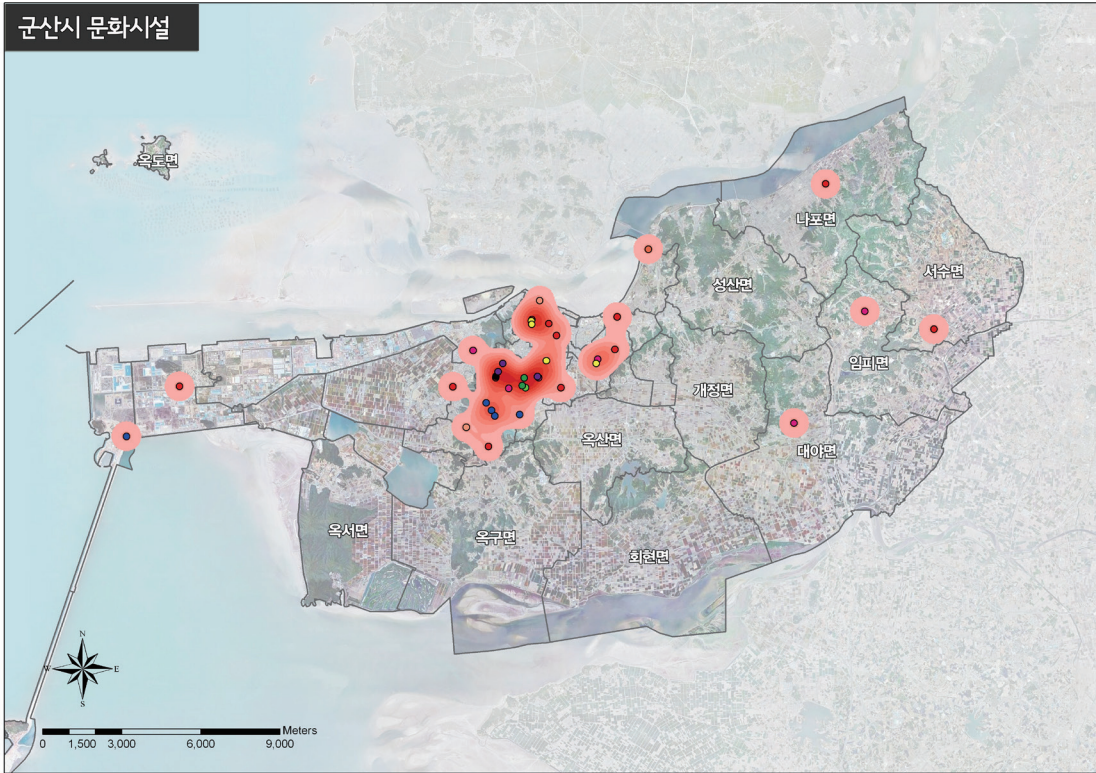 군산시 문화시설
옥도면
나포면
서수면
성산면
임피면
개정면
옥산면
대야면
옥서면
옥구면
회현면
N
W
E
S
Meters
0 1,500 3,000 6,000 9,000